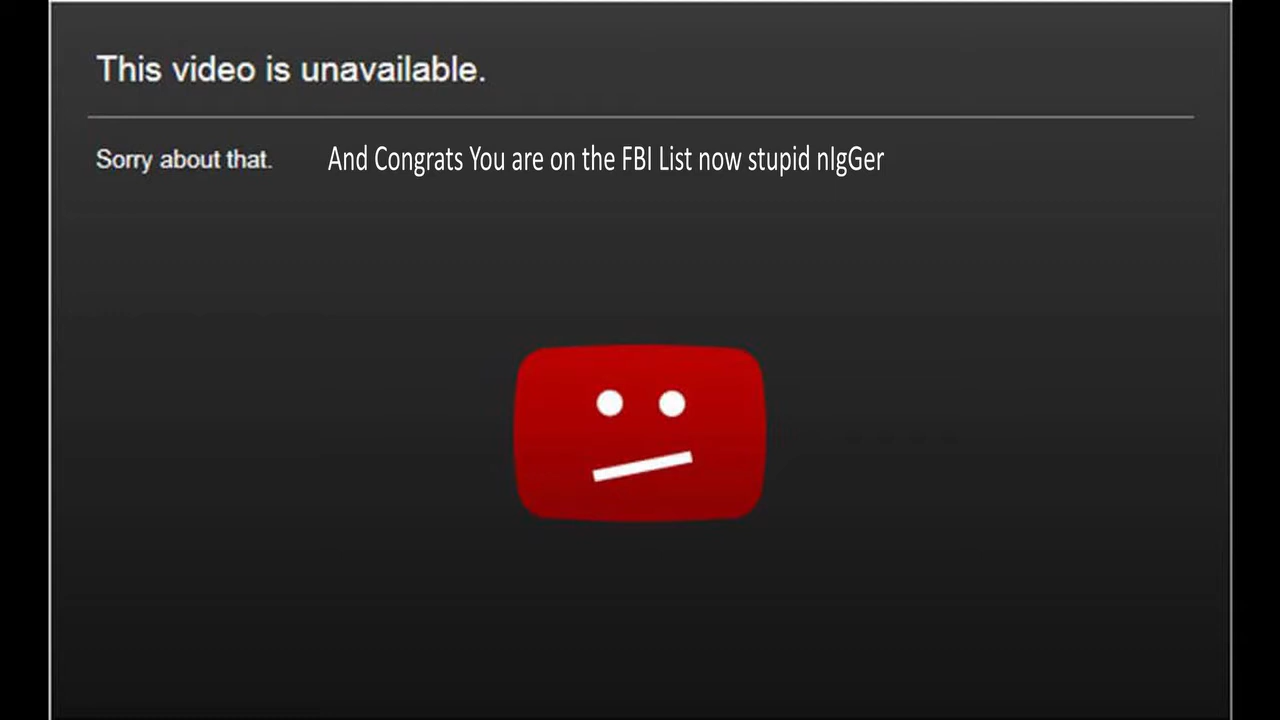 This video is unavailable.
Sorry about that. And Congrats You are on the FBI List now stupid nIgGer